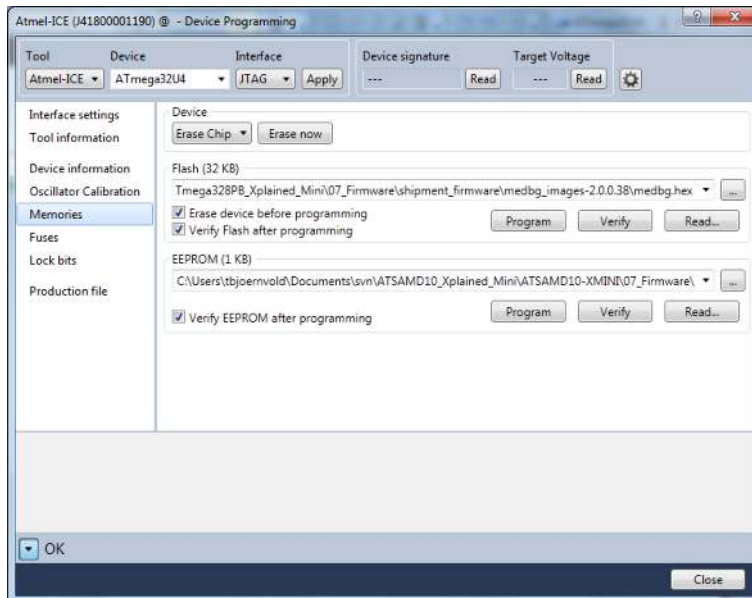 Atmel-ICE (J41800001190) @ - Device Programming
Tool Device Interface Device signature Target Voltage
Atmel-ICE ATmega32U4 JTAG Apply --- Read --- Read
Interface settings
Tool information
Device information
Oscillator Calibration
Memories
Fuses
Lock bits
Production file
Device
Erase Chip Erase now
Flash (32 KB)
Tmega328PB_Xplained_Mini\07_Firmware\shipment_firmware\medbg_images-2.0.0.38\medbg.hex ...
Erase device before programming
Verify Flash after programming
Program Verify Read...
EEPROM (1 KB)
C:\Users\tbjoernvold\Documents\svn\ATSAMD10_Xplained_Mini\ATSAMD10-XMINI\07_Firmware\ ...
Verify EEPROM after programming
Program Verify Read...
OK
Close